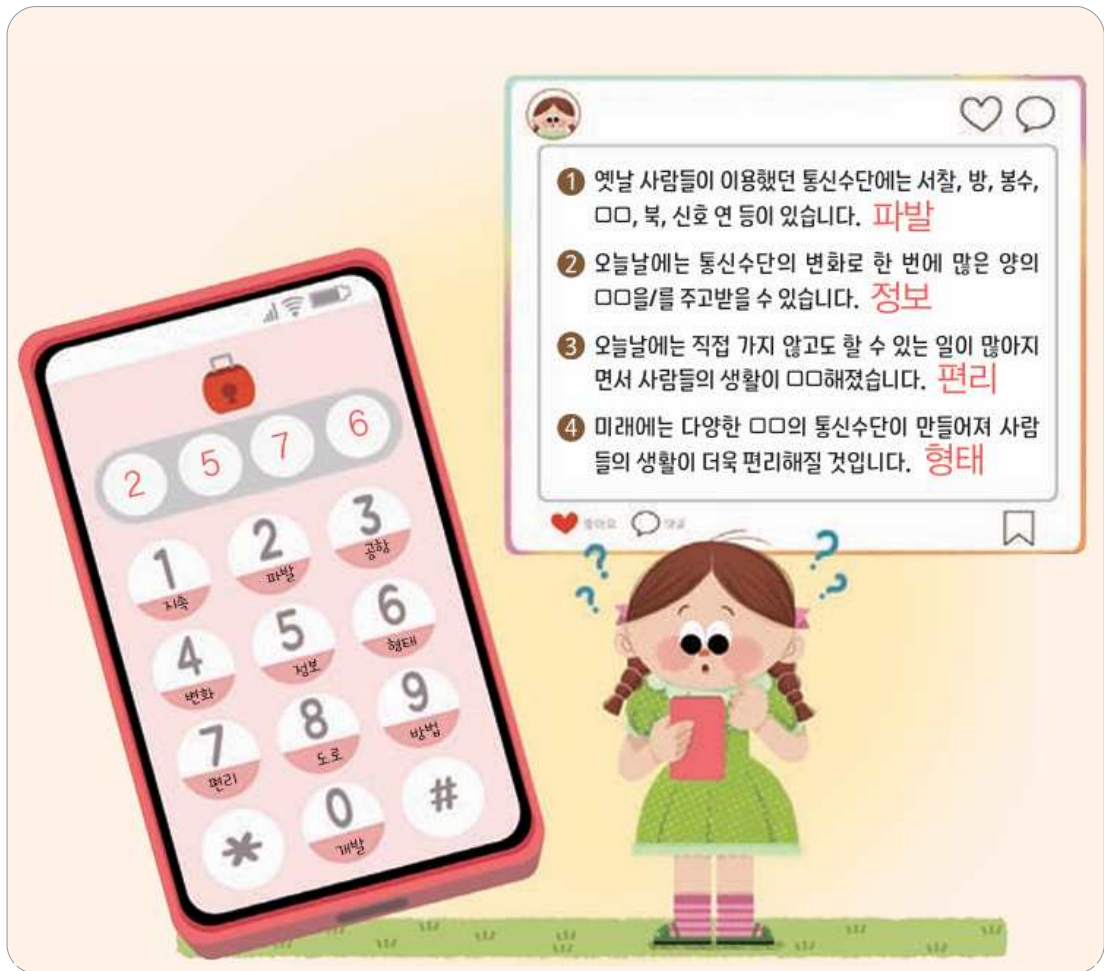 ① 옛날 사람들이 이용했던 통신수단에는 서찰, 방, 봉수,
□□, 북, 신호 연 등이 있습니다. 파발
② 오늘날에는 통신수단의 변화로 한 번에 많은 양의
□□을/를 주고받을 수 있습니다. 정보
③ 오늘날에는 직접 가지 않고도 할 수 있는 일이 많아지
면서 사람들의 생활이 □□해졌습니다. 편리
④ 미래에는 다양한 □□의 통신수단이 만들어져 사람
들의 생활이 더욱 편리해질 것입니다. 형태
좋아요 댓글
? ? ? ?
2 5 7 6
1 2 3
지속 파발 공항
4 5 6
변화 정보 형태
7 8 9
편리 도로 방법
* 0 #
개발